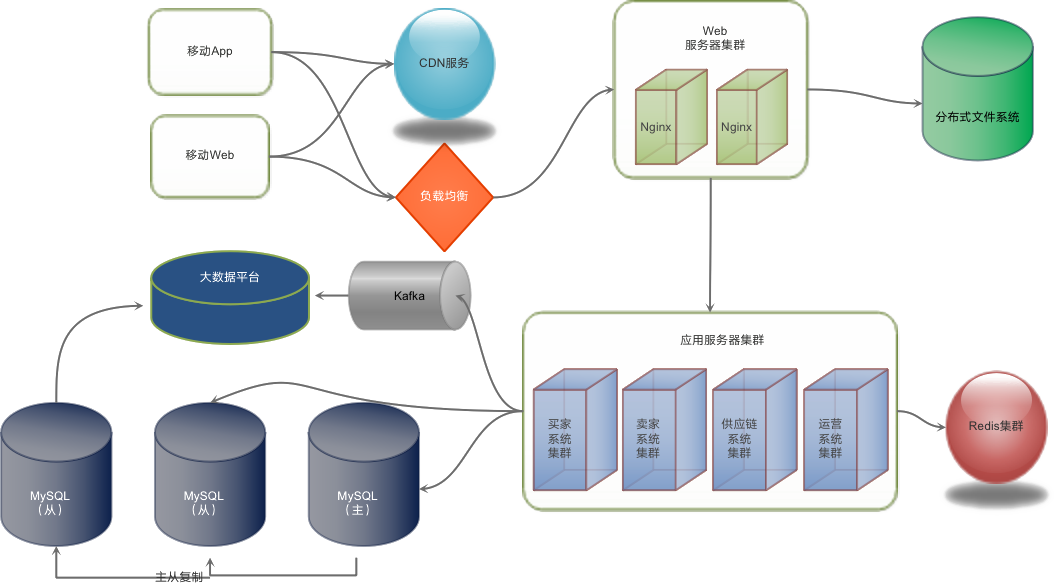 移动App
CDN服务
Web
服务器集群
Nginx
Nginx
分布式文件系统
移动Web
负载均衡
大数据平台
Kafka
应用服务器集群
买家
系统
集群
卖家
系统
集群
供应链
系统
集群
运营
系统
集群
Redis集群
MySQL
（从）
MySQL
（从）
MySQL
（主）
主从复制